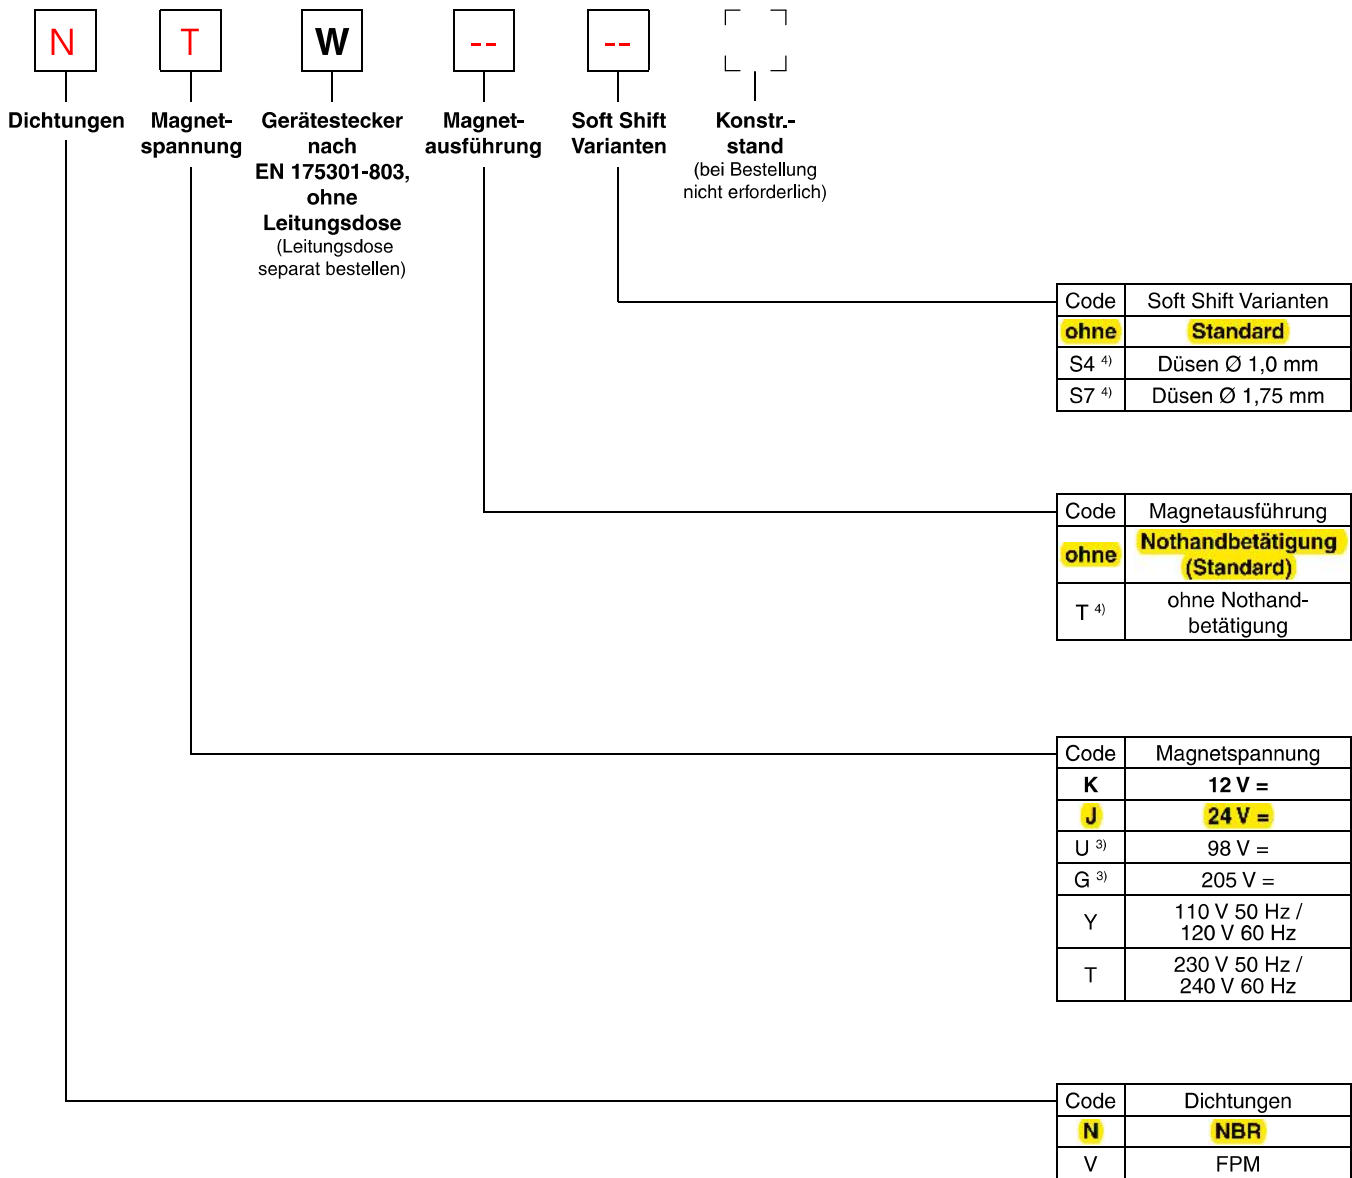 N T W -- --
Dichtungen
Magnet-
spannung
Gerätestecker
nach
EN 175301-803,
ohne
Leitungsdose
(Leitungsdose
separat bestellen)
Magnet-
ausführung
Soft Shift
Varianten
Konstr.-
stand
(bei Bestellung
nicht erforderlich)
Code Soft Shift Varianten
ohne Standard
S4 4) Düsen Ø 1,0 mm
S7 4) Düsen Ø 1,75 mm
Code Magnetausführung
ohne Nothandbetätigung
(Standard)
T 4) ohne Nothand-
betätigung
Code Magnetspannung
K 12 V =
J 24 V =
U 3) 98 V =
G 3) 205 V =
Y 110 V 50 Hz /
120 V 60 Hz
T 230 V 50 Hz /
240 V 60 Hz
Code Dichtungen
N NBR
V FPM